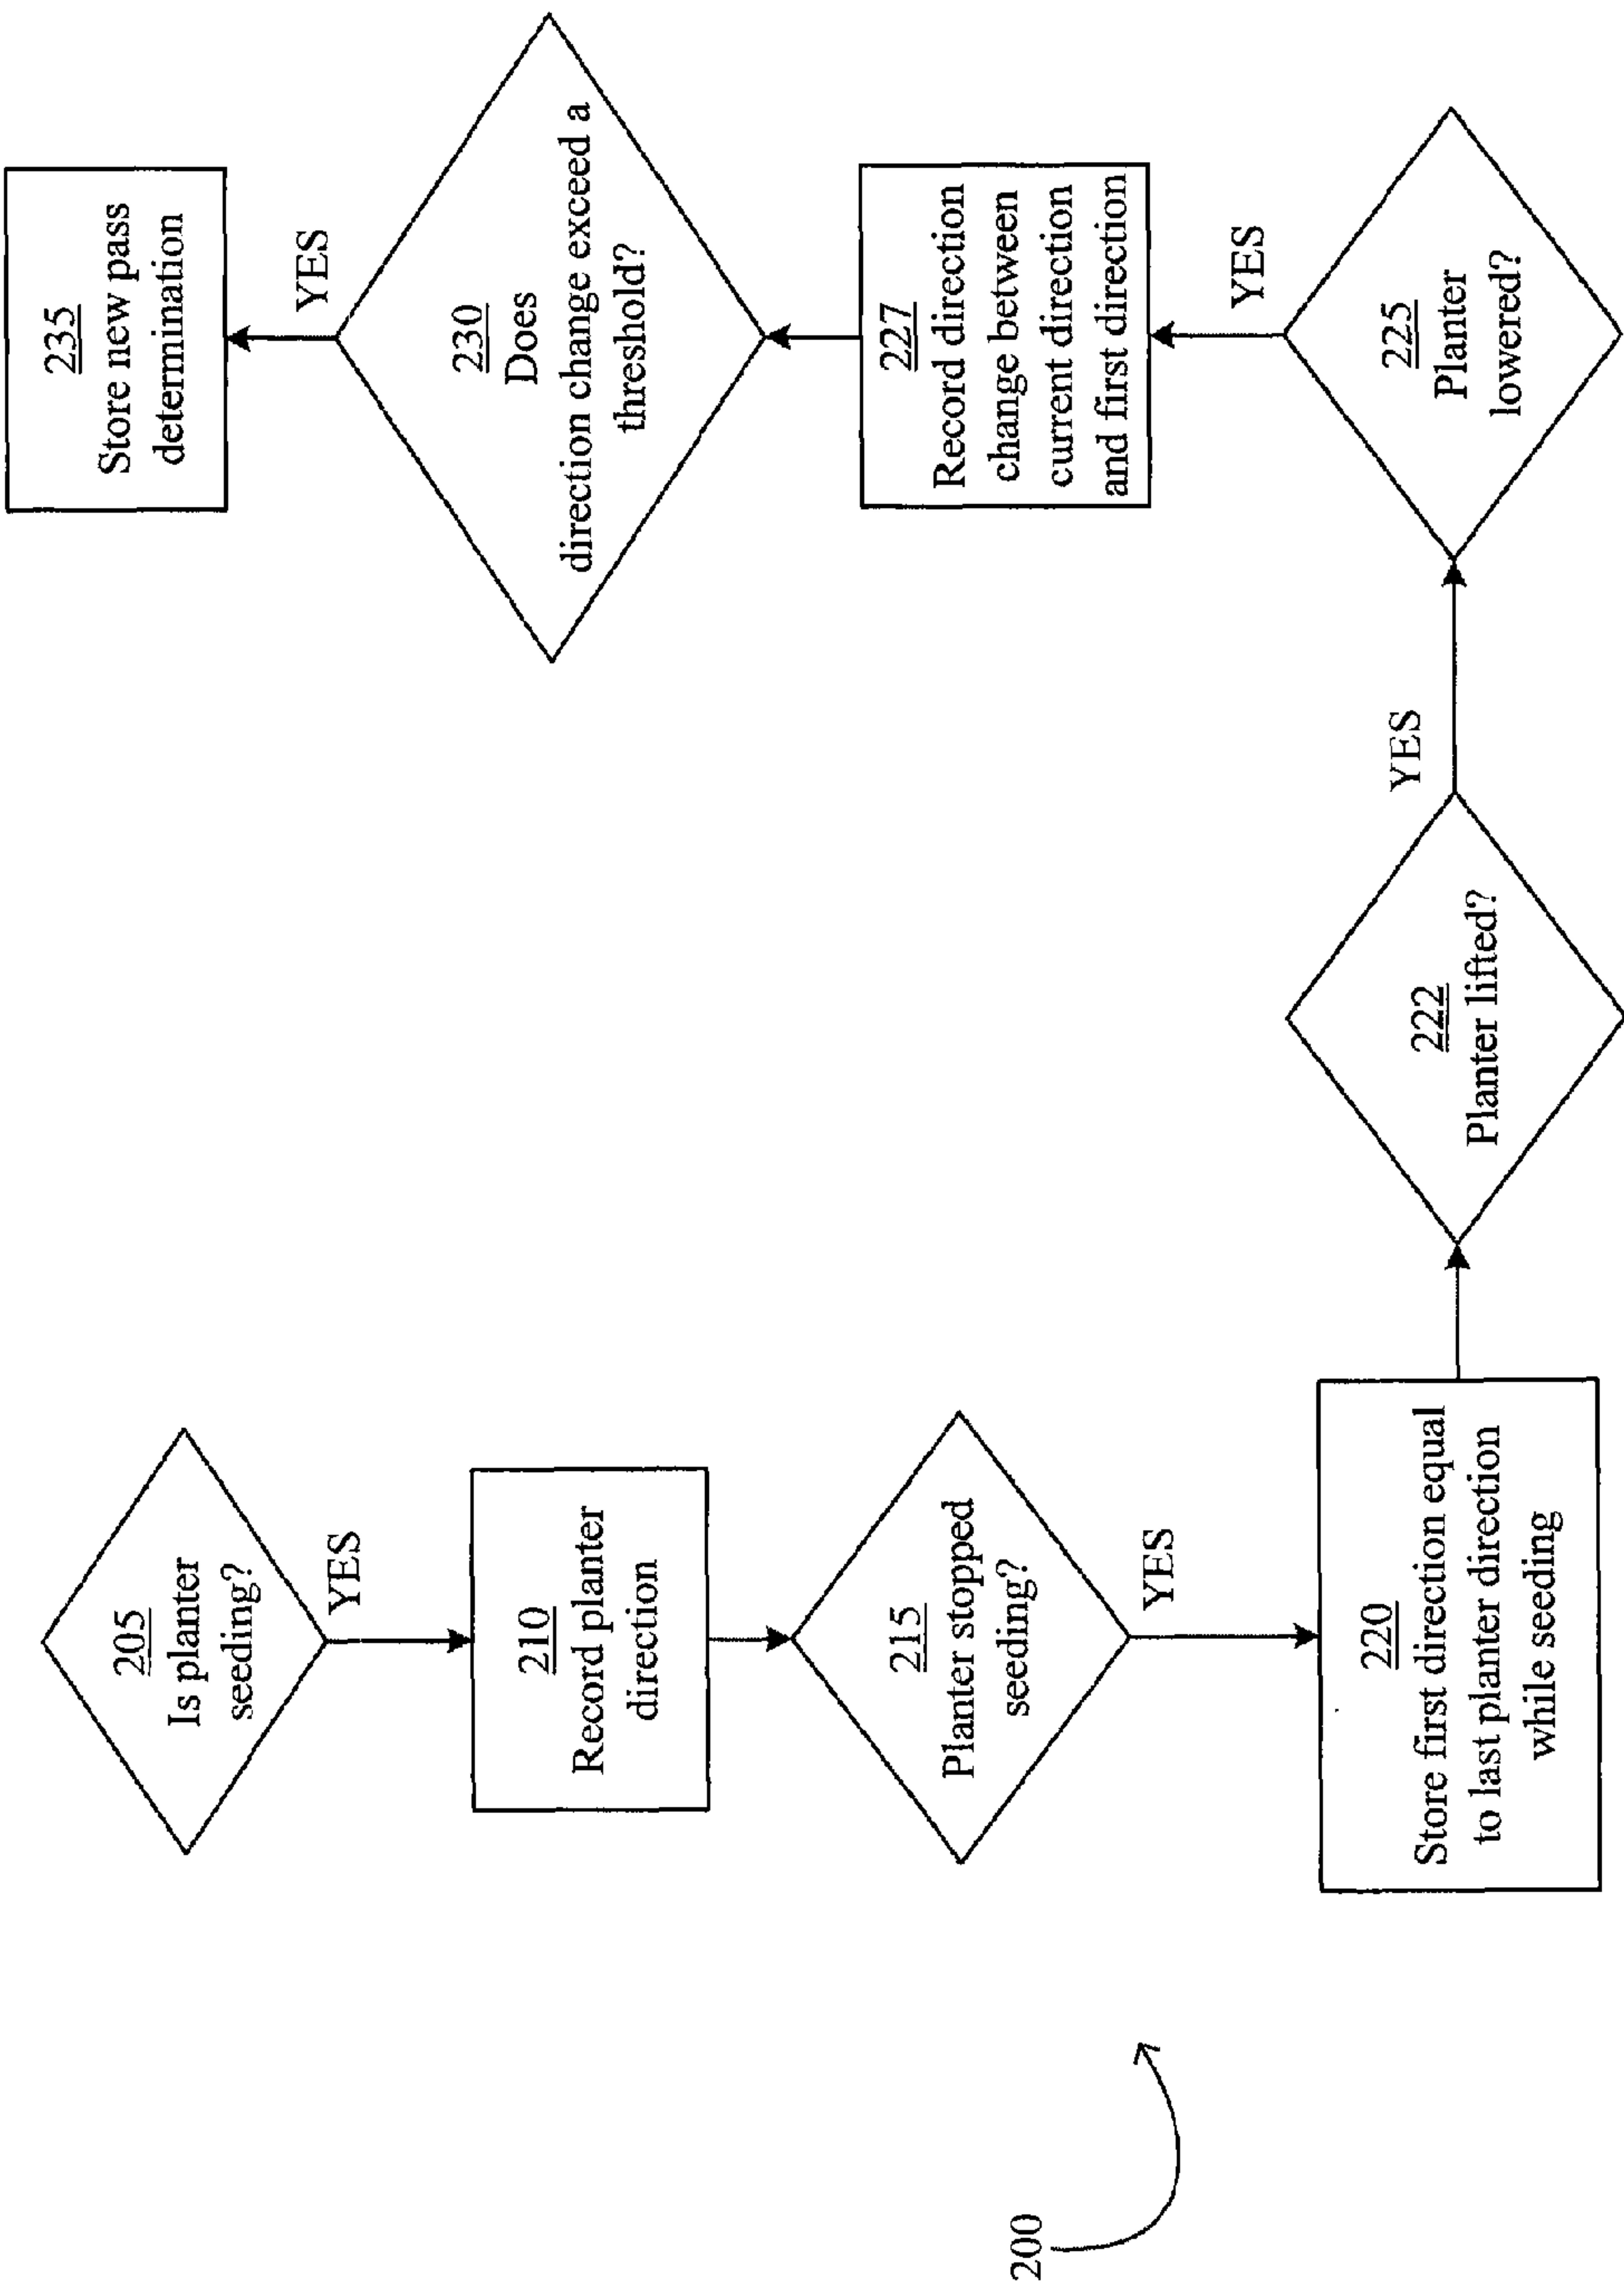 205
Is planter
seeding?
YES
210
Record planter
direction
215
Planter stopped
seeding?
YES
220
Store first direction equal
to last planter direction
while seeding
222
Planter lifted?
YES
225
Planter
lowered?
YES
227
Record direction
change between
current direction
and first direction
230
Does
direction change exceed a
threshold?
YES
235
Store new pass
determination
200